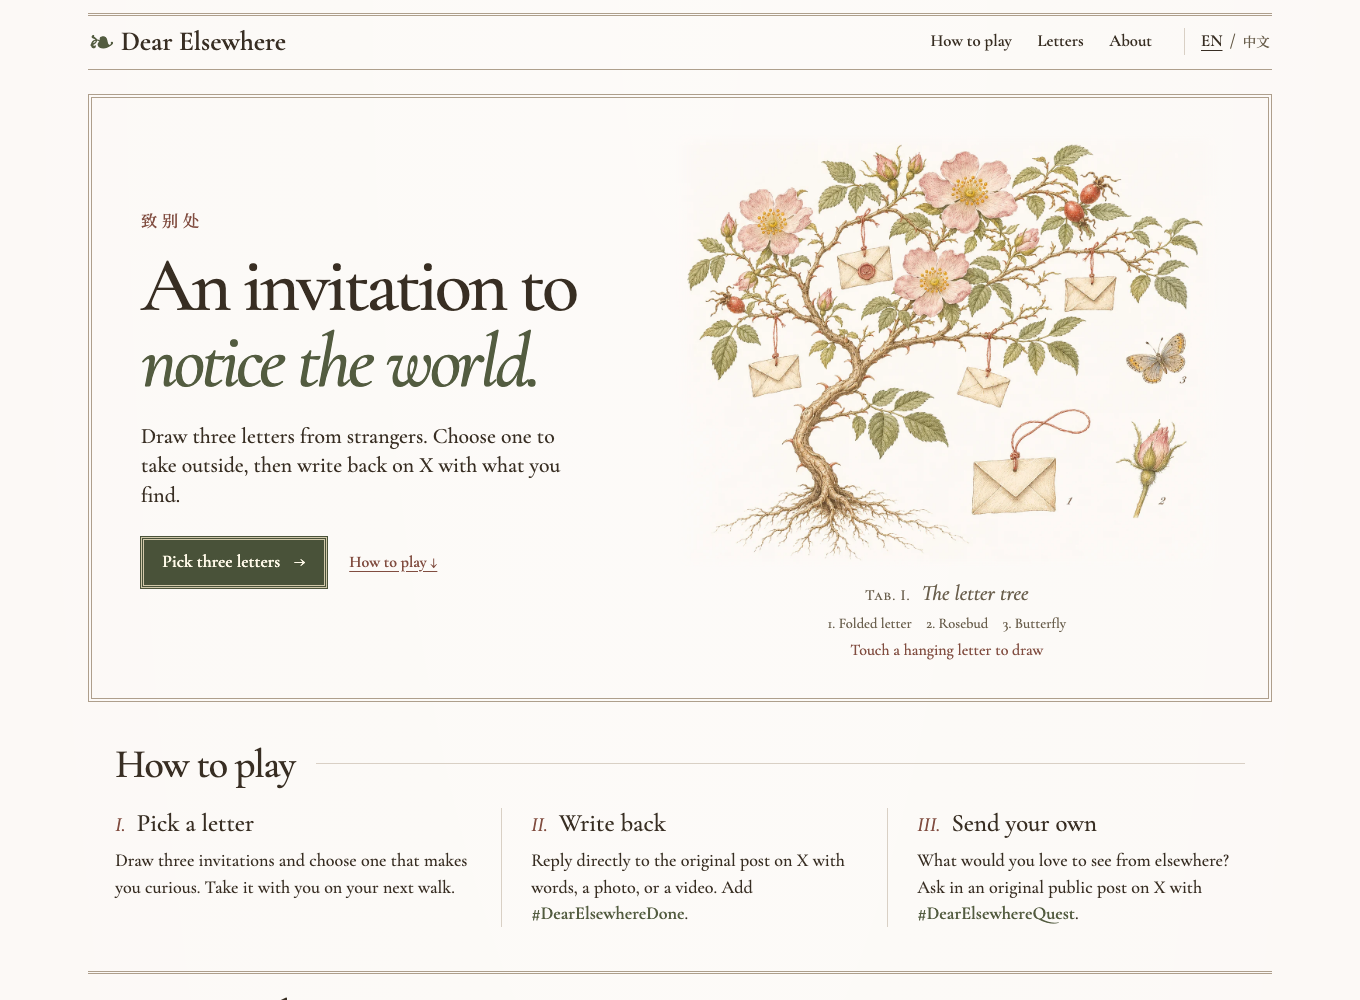 ❧ Dear Elsewhere
How to play Letters About EN / 中文
致别处
An invitation to
notice the world.
Draw three letters from strangers. Choose one to
take outside, then write back on X with what you
find.
Pick three letters →
How to play ↓
3
1
2
TAB. I. The letter tree
1. Folded letter 2. Rosebud 3. Butterfly
Touch a hanging letter to draw
How to play
I. Pick a letter
Draw three invitations and choose one that makes
you curious. Take it with you on your next walk.
II. Write back
Reply directly to the original post on X with
words, a photo, or a video. Add
#DearElsewhereDone.
III. Send your own
What would you love to see from elsewhere?
Ask in an original public post on X with
#DearElsewhereQuest.